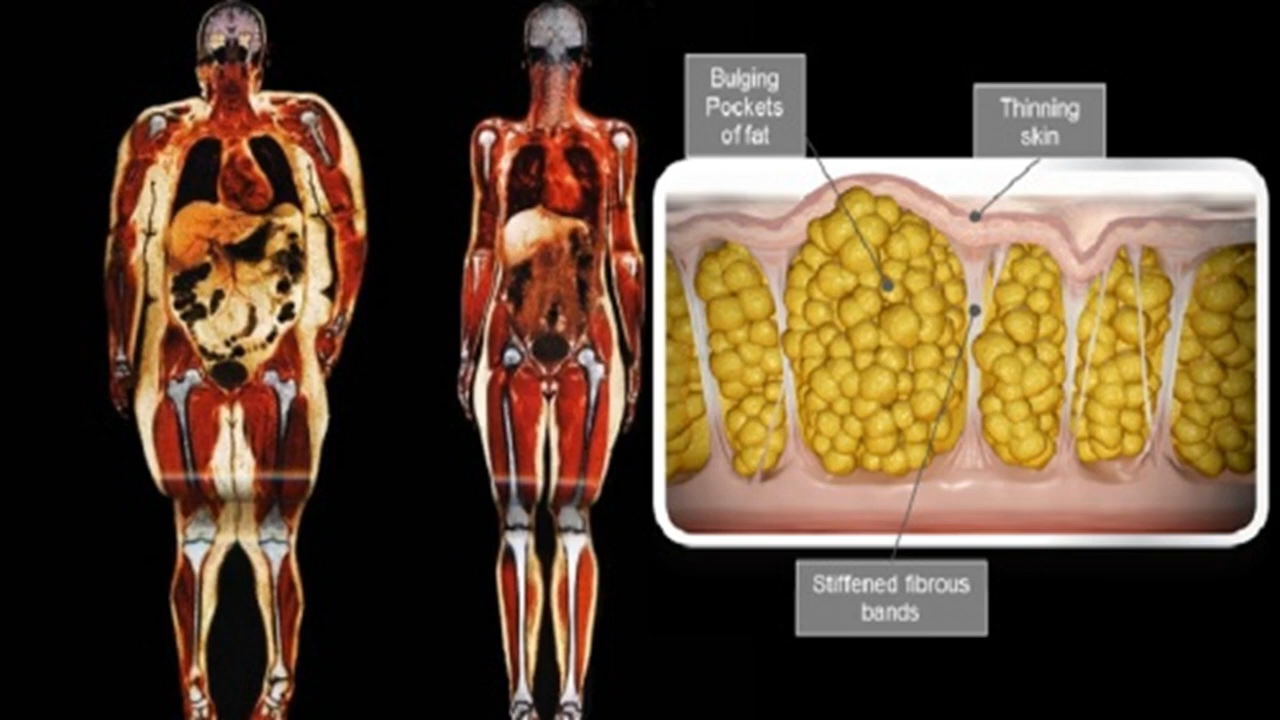 Bulging
Pockets
of fat
Thinning
skin
Stiffened fibrous
bands